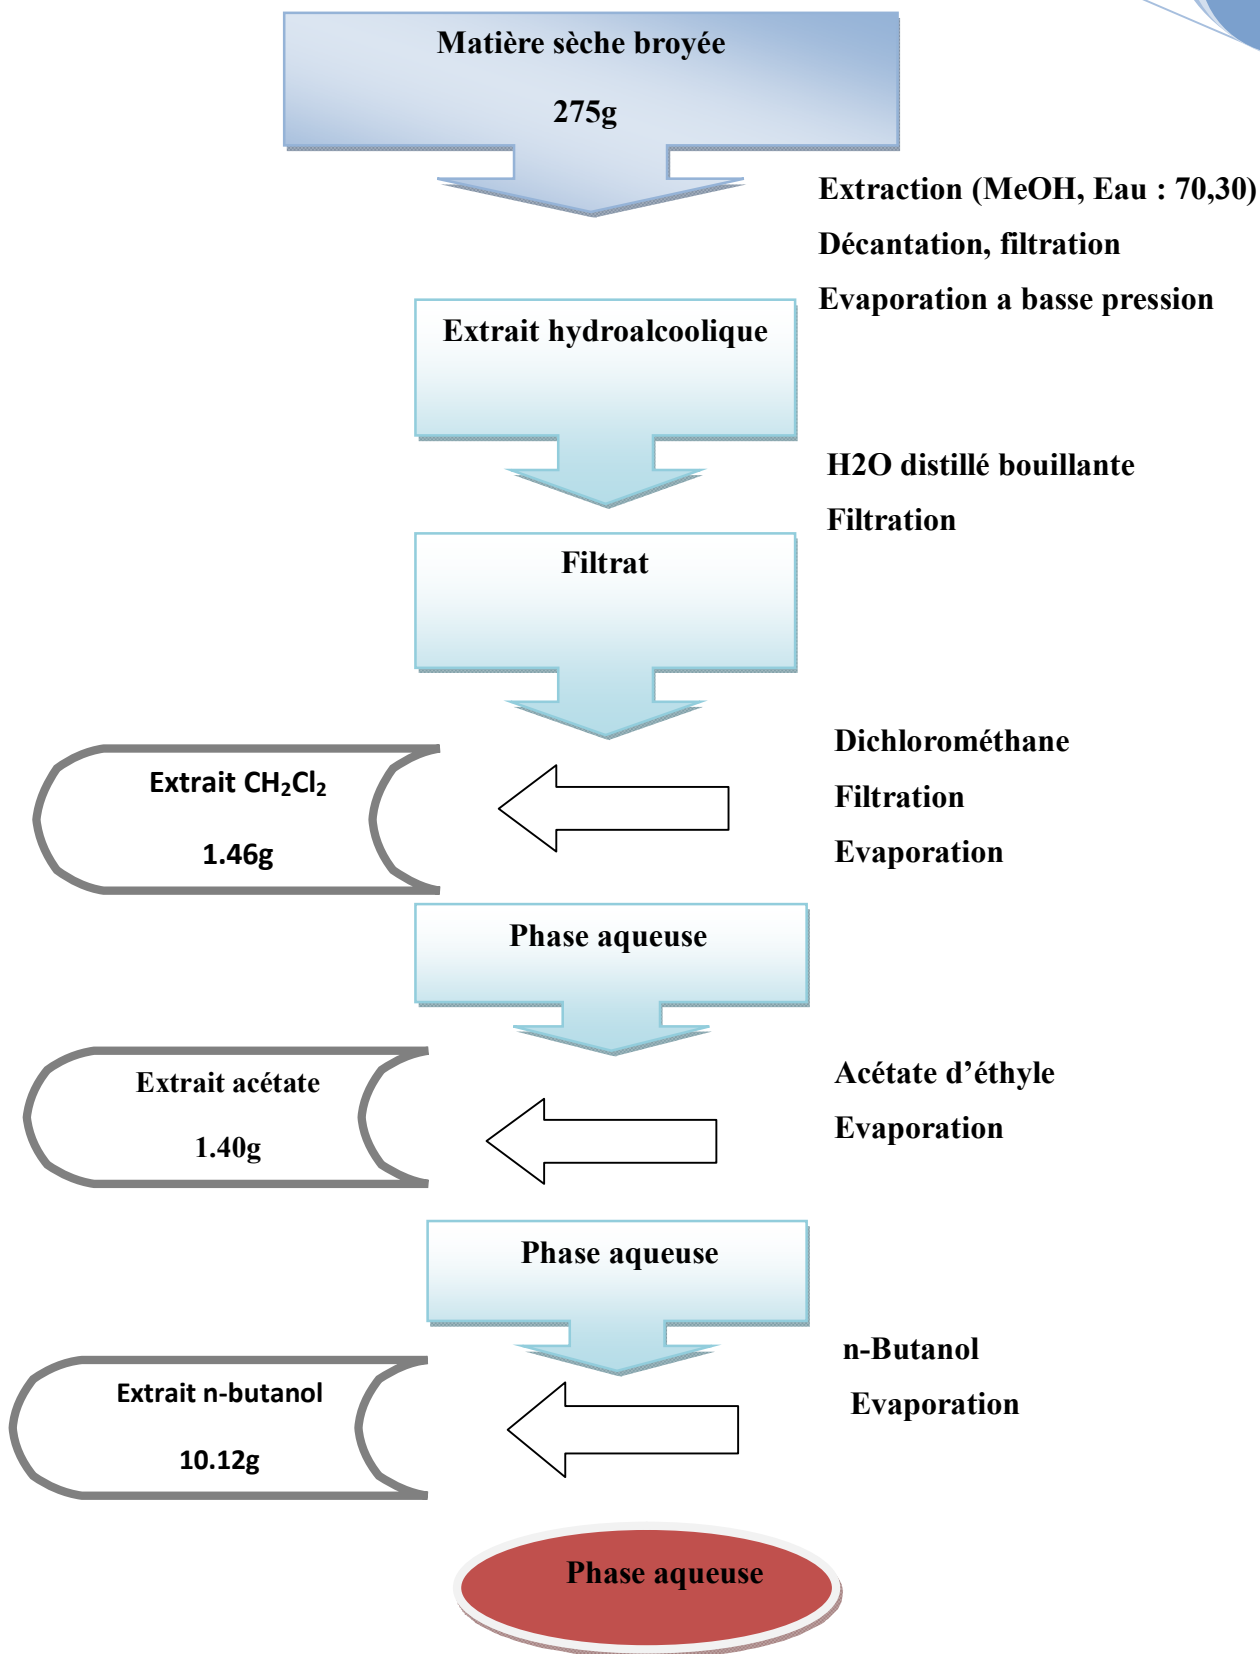 Matière sèche broyée
275g
Extraction (MeOH, Eau : 70,30)
Décantation, filtration
Evaporation a basse pression
Extrait hydroalcoolique
H2O distillé bouillante
Filtration
Filtrat
Dichlorométhane
Filtration
Evaporation
Extrait CH₂Cl₂
1.46g
Phase aqueuse
Acétate d’éthyle
Evaporation
Extrait acétate
1.40g
Phase aqueuse
n-Butanol
Evaporation
Extrait n-butanol
10.12g
Phase aqueuse